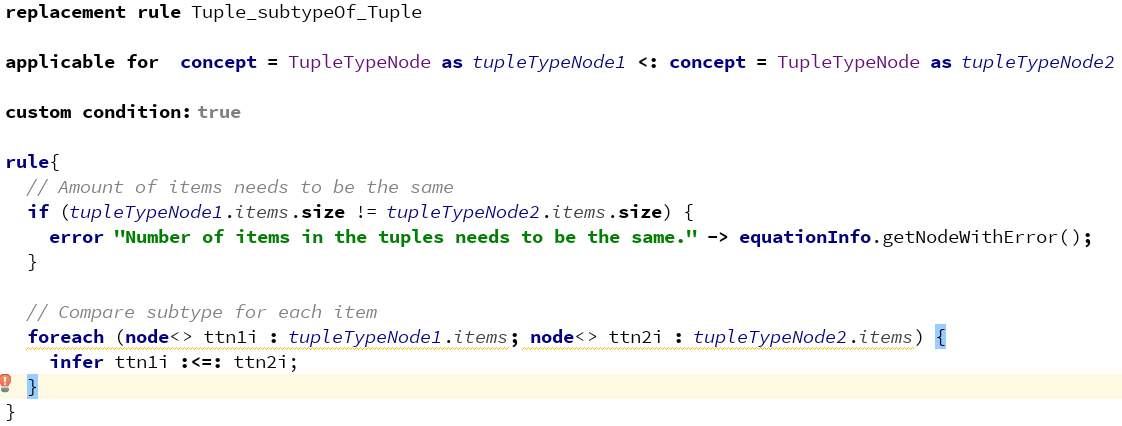 replacement rule Tuple_subtypeOf_Tuple
applicable for concept = TupleTypeNode as tupleTypeNode1 <: concept = TupleTypeNode as tupleTypeNode2
custom condition: true
rule{
// Amount of items needs to be the same
if (tupleTypeNode1.items.size != tupleTypeNode2.items.size) {
error "Number of items in the tuples needs to be the same." -> equationInfo.getNodeWithError();
}
// Compare subtype for each item
foreach (node<> ttn1i : tupleTypeNode1.items; node<> ttn2i : tupleTypeNode2.items) {
infer ttn1i :<=: ttn2i;
}
}